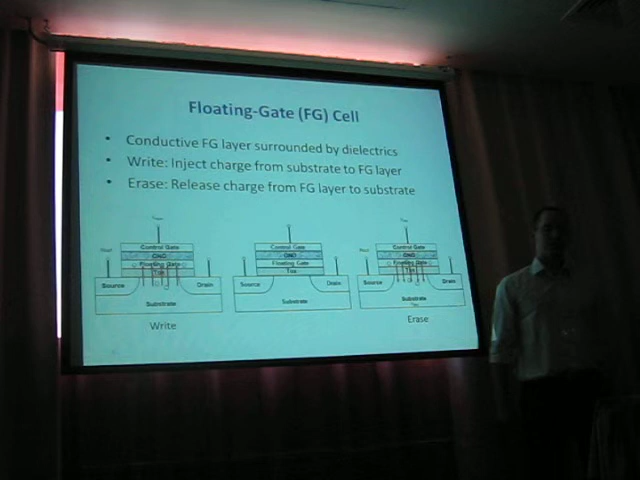 Floating-Gate (FG) Cell
• Conductive FG layer surrounded by dielectrics
• Write: Inject charge from substrate to FG layer
• Erase: Release charge from FG layer to substrate
Control Gate
ONO
Floating Gate
Tox
Source
Drain
Substrate
Write
Control Gate
ONO
Floating Gate
Tox
Source
Drain
Substrate
Control Gate
ONO
Floating Gate
Tox
Source
Drain
Substrate
Erase